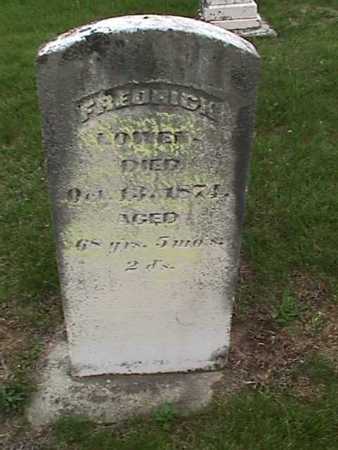 FREDRICK
DIED
Oct. 13. 1874.
AGED
68 yrs. 5 mos.
2 ds.